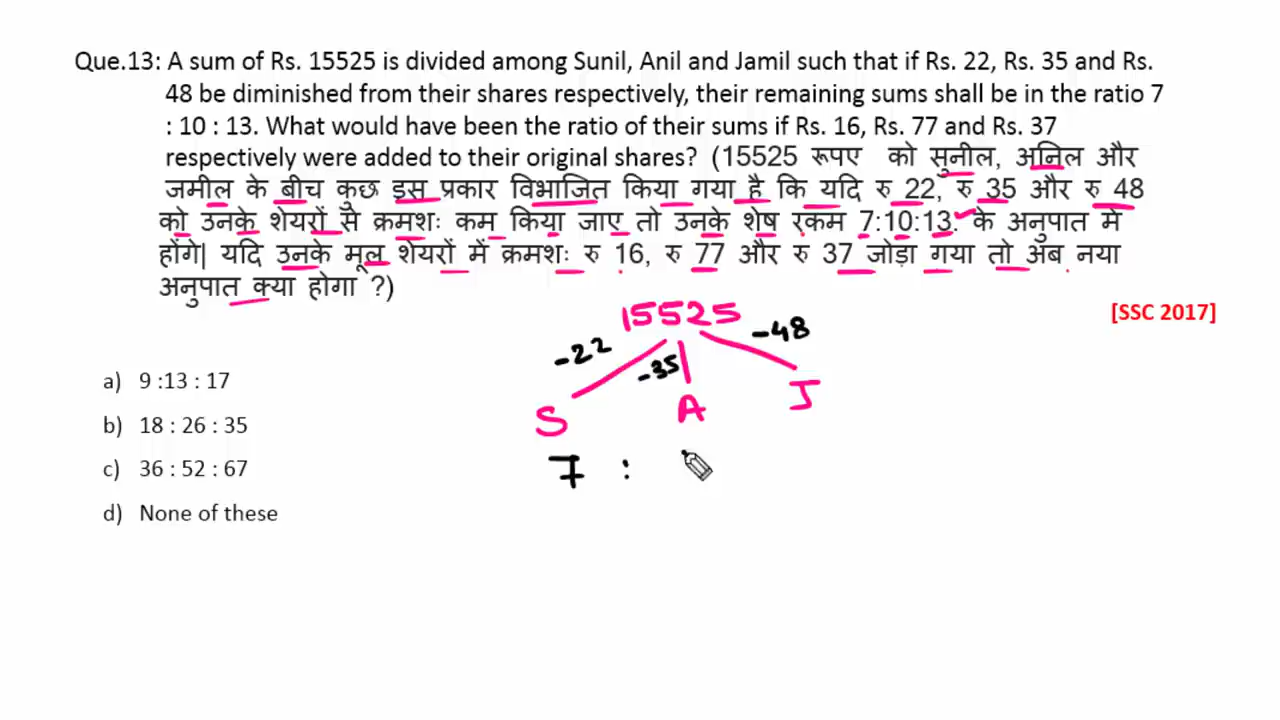 Que.13: A sum of Rs. 15525 is divided among Sunil, Anil and Jamil such that if Rs. 22, Rs. 35 and Rs.
48 be diminished from their shares respectively, their remaining sums shall be in the ratio 7
: 10 : 13. What would have been the ratio of their sums if Rs. 16, Rs. 77 and Rs. 37
respectively were added to their original shares? (15525 रूपए को सुनील, अनिल और
जमील के बीच कुछ इस प्रकार विभाजित किया गया है कि यदि रु 22, रु 35 और रु 48
को उनके शेयरों से क्रमशः कम किया जाए तो उनके शेष रकम 7:10:13. के अनुपात में
होंगे| यदि उनके मूल शेयरों में क्रमशः रु 16, रु 77 और रु 37 जोड़ा गया तो अब नया
अनुपात क्या होगा ?)
[SSC 2017]
15525
-22 -35 -48
S A J
7 :
a) 9 :13 : 17
b) 18 : 26 : 35
c) 36 : 52 : 67
d) None of these